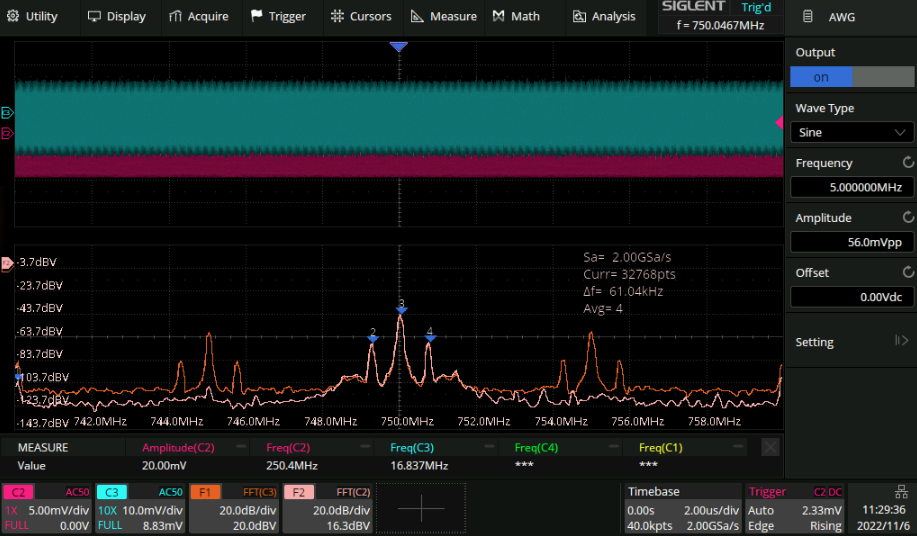 Utility Display Acquire Trigger Cursors Measure Math Analysis SIGLENT Trig'd AWG
f = 750.0467MHz
Output
on
Wave Type
Sine
Frequency
5.000000MHz
Amplitude
56.0mVpp
Offset
0.00Vdc
Setting
C3
C2
F2
-3.7dBV
-23.7dBV
-43.7dBV
-63.7dBV
-83.7dBV
-103.7dBV
-123.7dBV
-143.7dBV
2
3
4
Sa= 2.00GSa/s
Curr= 32768pts
Δf= 61.04kHz
Avg= 4
742.0MHz 744.0MHz 746.0MHz 748.0MHz 750.0MHz 752.0MHz 754.0MHz 756.0MHz 758.0MHz
MEASURE Amplitude(C2) Freq(C2) Freq(C3) Freq(C4) Freq(C1)
Value 20.00mV 250.4MHz 16.837MHz *** ***
C2 AC50 C3 AC50 F1 FFT(C3) F2 FFT(C2) Timebase Trigger C2 DC
1X 5.00mV/div 10X 10.0mV/div 20.0dB/div 20.0dB/div 0.00s 2.00us/div Auto 2.33mV 11:29:36
FULL 0.00V FULL 8.83mV 20.0dBV 16.3dBV 40.0kpts 2.00GSa/s Edge Rising 2022/11/6